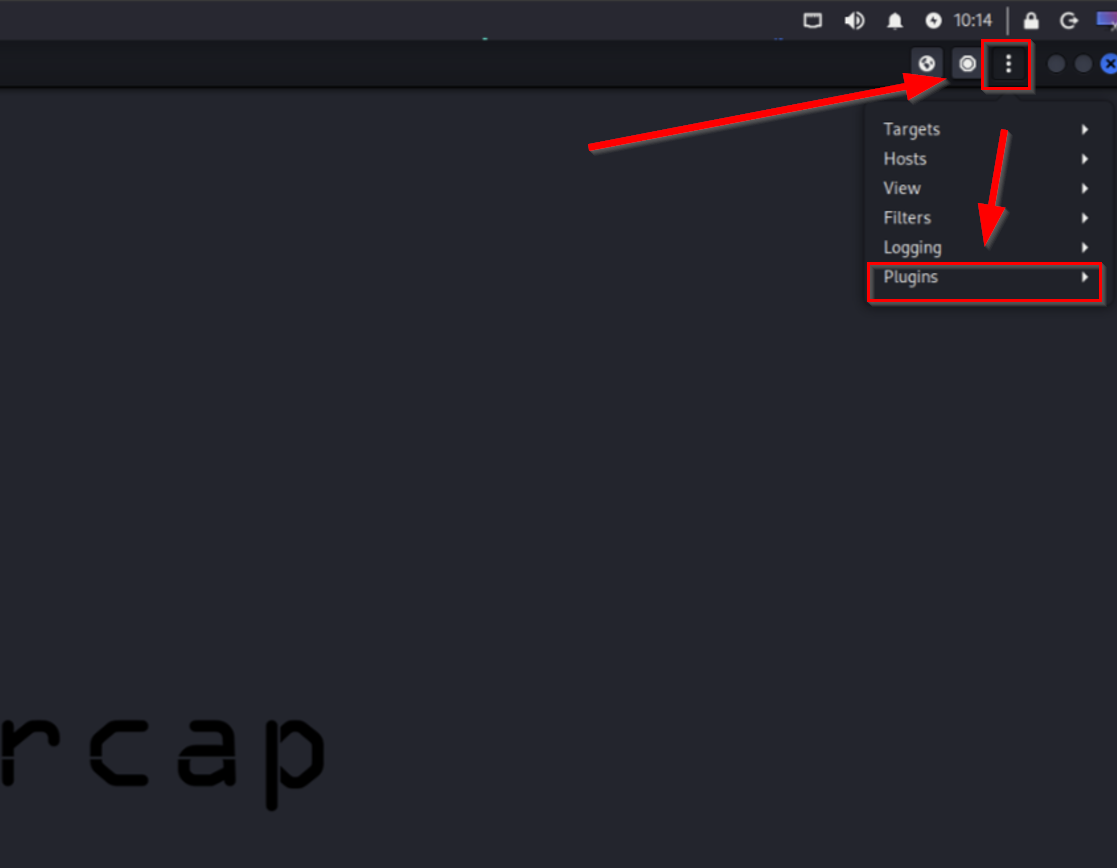 10:14
Targets
Hosts
View
Filters
Logging
Plugins
rcap